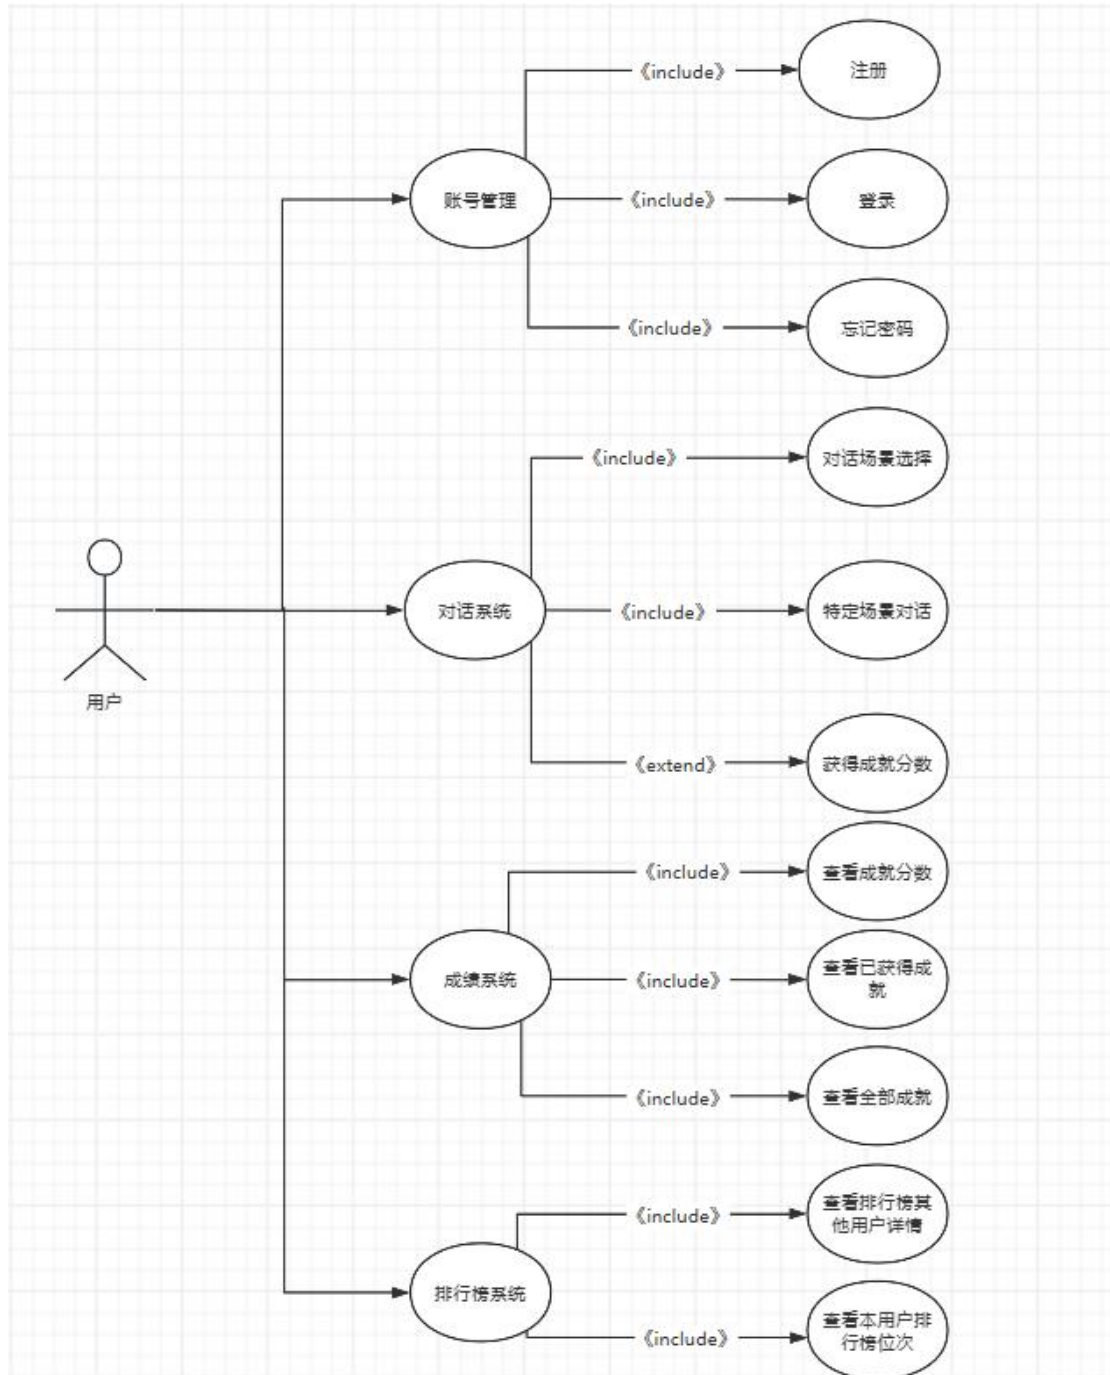 《include》
注册
账号管理
《include》
登录
《include》
忘记密码
《include》
对话场景选择
用户
对话系统
《include》
特定场景对话
《extend》
获得成就分数
《include》
查看成就分数
成绩系统
《include》
查看已获得成
就
《include》
查看全部成就
《include》
查看排行榜其
他用户详情
排行榜系统
《include》
查看本用户排
行榜位次